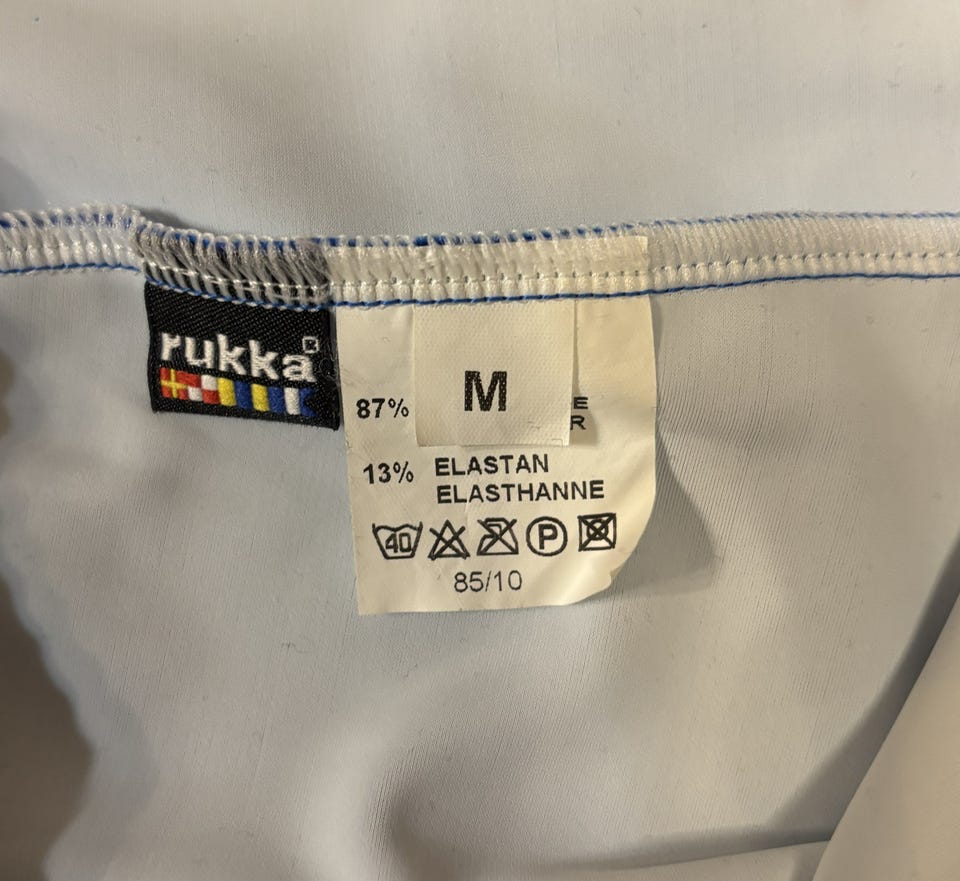 rukka
M
87%
E
R
13% ELASTAN
ELASTHANNE
40
P
85/10